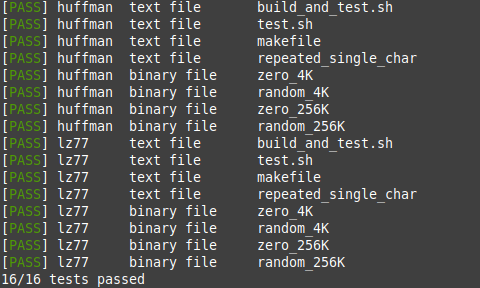 [PASS] huffman  text file       build_and_test.sh
[PASS] huffman  text file       test.sh
[PASS] huffman  text file       makefile
[PASS] huffman  text file       repeated_single_char
[PASS] huffman  binary file     zero_4K
[PASS] huffman  binary file     random_4K
[PASS] huffman  binary file     zero_256K
[PASS] huffman  binary file     random_256K
[PASS] lz77     text file       build_and_test.sh
[PASS] lz77     text file       test.sh
[PASS] lz77     text file       makefile
[PASS] lz77     text file       repeated_single_char
[PASS] lz77     binary file     zero_4K
[PASS] lz77     binary file     random_4K
[PASS] lz77     binary file     zero_256K
[PASS] lz77     binary file     random_256K
16/16 tests passed